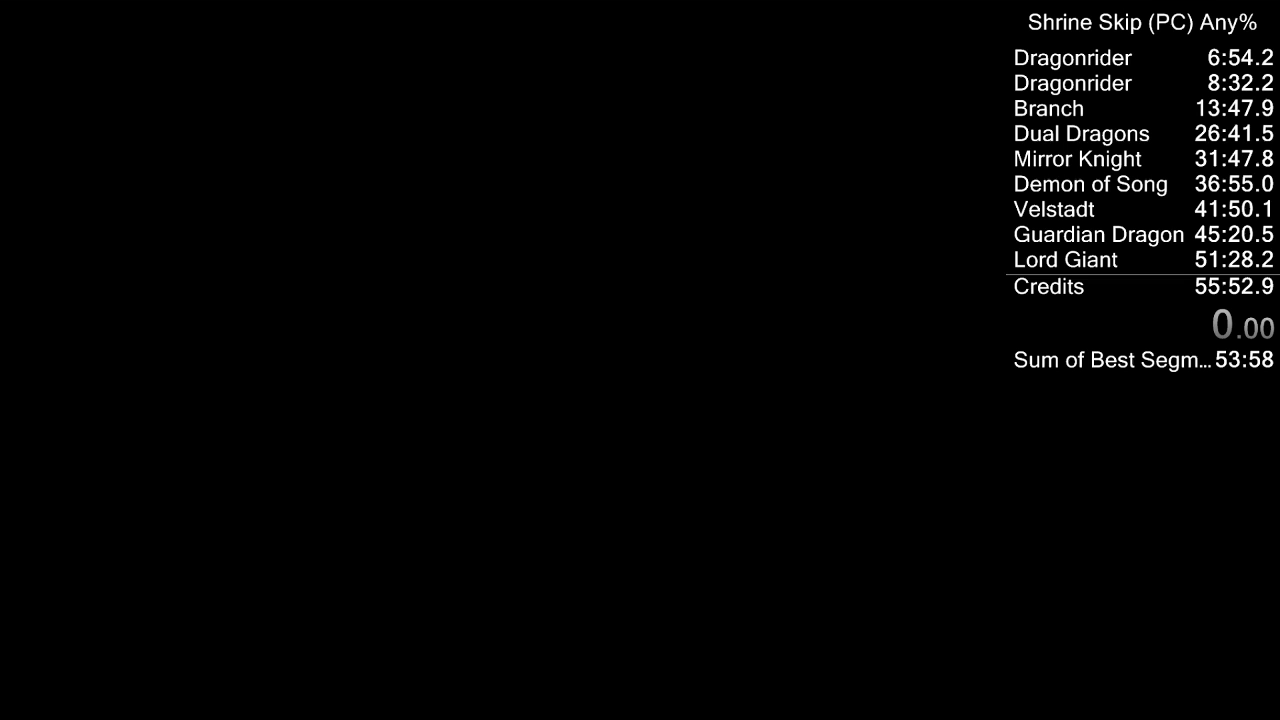 Shrine Skip (PC) Any%
Dragonrider 6:54.2
Dragonrider 8:32.2
Branch 13:47.9
Dual Dragons 26:41.5
Mirror Knight 31:47.8
Demon of Song 36:55.0
Velstadt 41:50.1
Guardian Dragon 45:20.5
Lord Giant 51:28.2
Credits 55:52.9
0.00
Sum of Best Segm... 53:58